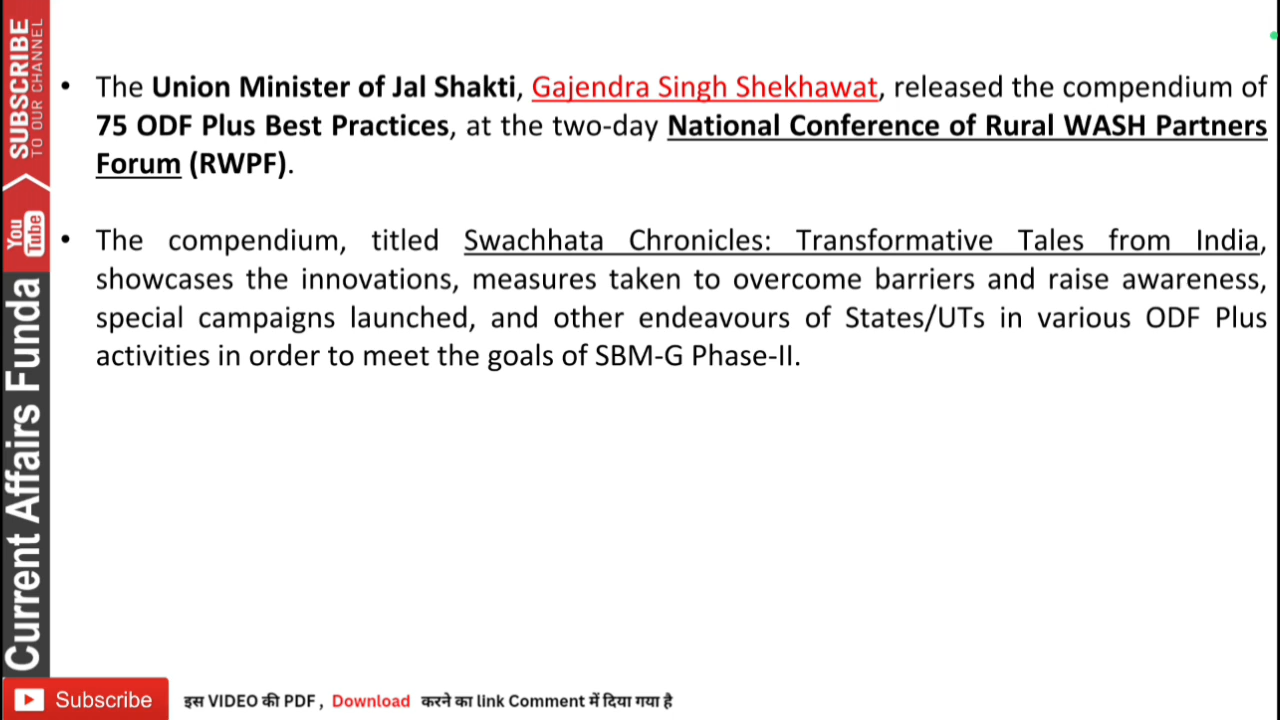 • The Union Minister of Jal Shakti, Gajendra Singh Shekhawat, released the compendium of
75 ODF Plus Best Practices, at the two-day National Conference of Rural WASH Partners
Forum (RWPF).
• The compendium, titled Swachhata Chronicles: Transformative Tales from India,
showcases the innovations, measures taken to overcome barriers and raise awareness,
special campaigns launched, and other endeavours of States/UTs in various ODF Plus
activities in order to meet the goals of SBM-G Phase-II.
SUBSCRIBE
TO OUR CHANNEL
You
Tube
Current Affairs Funda
Subscribe
इस VIDEO की PDF , Download करने का link Comment में दिया गया है